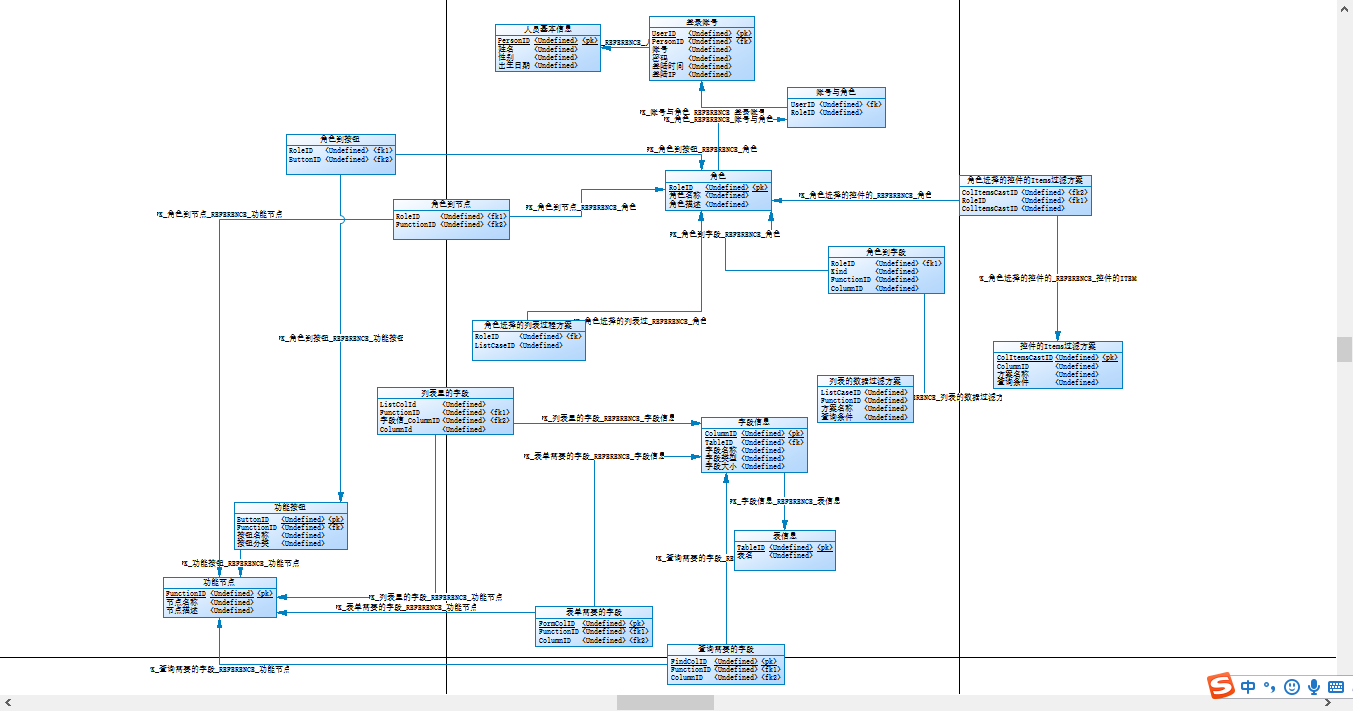 人员基本信息
PersonID <Undefined> <pk>
姓名 <Undefined>
性别 <Undefined>
出生日期 <Undefined>
登录账号
UserID <Undefined> <pk>
PersonID <Undefined> <fk>
账号 <Undefined>
密码 <Undefined>
登陆时间 <Undefined>
登陆IP <Undefined>
账号与角色
UserID <Undefined> <fk>
RoleID <Undefined>
FK_账号与角色_REFERENCE_登录账号
FK_角色_REFERENCE_账号与角色
角色到按钮
RoleID <Undefined> <fk1>
ButtonID <Undefined> <fk2>
FK_角色到按钮_REFERENCE_角色
角色
RoleID <Undefined> <pk>
角色名称 <Undefined>
角色描述 <Undefined>
FK_角色选择的控件的_REFERENCE_角色
角色选择的控件的Items过滤方案
ColItemsCastID <Undefined> <fk2>
RoleID <Undefined> <fk1>
ColltemsCastID <Undefined>
角色到节点
RoleID <Undefined> <fk1>
FunctionID <Undefined> <fk2>
FK_角色到节点_REFERENCE_功能节点
FK_角色到节点_REFERENCE_角色
FK_角色到字段_REFERENCE_角色
角色到字段
RoleID <Undefined> <fk1>
Kind <Undefined>
FunctionID <Undefined>
ColumnID <Undefined>
FK_角色选择的控件的_REFERENCE_控件的ITEM
角色选择的列表过程方案
RoleID <Undefined> <fk>
ListCaseID <Undefined>
角色选择的列表过_REFERENCE_角色
FK_角色到按钮_REFERENCE_功能按钮
控件的Items过滤方案
ColItemsCastID <Undefined> <pk>
ColumnID <Undefined>
方案名称 <Undefined>
查询条件 <Undefined>
列表的数据过滤方案
ListCaseID <Undefined>
FunctionID <Undefined>
方案名称 <Undefined>
查询条件 <Undefined>
RENCE_列表的数据过滤方
列表里的字段
ListColId <Undefined>
FunctionID <Undefined> <fk1>
字段信_ColumnID <Undefined> <fk2>
ColumnId <Undefined>
FK_列表里的字段_REFERENCE_字段信息
字段信息
ColumnID <Undefined> <pk>
TableID <Undefined> <fk>
字段名称 <Undefined>
字段类型 <Undefined>
字段大小 <Undefined>
FK_表单需要的字段_REFERENCE_字段信息
FK_字段信息_REFERENCE_表信息
功能按钮
ButtonID <Undefined> <pk>
FunctionID <Undefined> <fk>
按钮名称 <Undefined>
按钮分类 <Undefined>
表信息
TableID <Undefined> <pk>
表名 <Undefined>
FK_查询需要的字段_RE
FK_功能按钮_REFERENCE_功能节点
功能节点
FunctionID <Undefined> <pk>
节点名称 <Undefined>
节点描述 <Undefined>
FK_列表里的字段_REFERENCE_功能节点
FK_表单需要的字段_REFERENCE_功能节点
表单需要的字段
FormColID <Undefined> <pk>
FunctionID <Undefined> <fk1>
ColumnID <Undefined> <fk2>
查询需要的字段
FindColID <Undefined> <pk>
FunctionID <Undefined> <fk1>
ColumnID <Undefined> <fk2>
FK_查询需要的字段_REFERENCE_功能节点
中